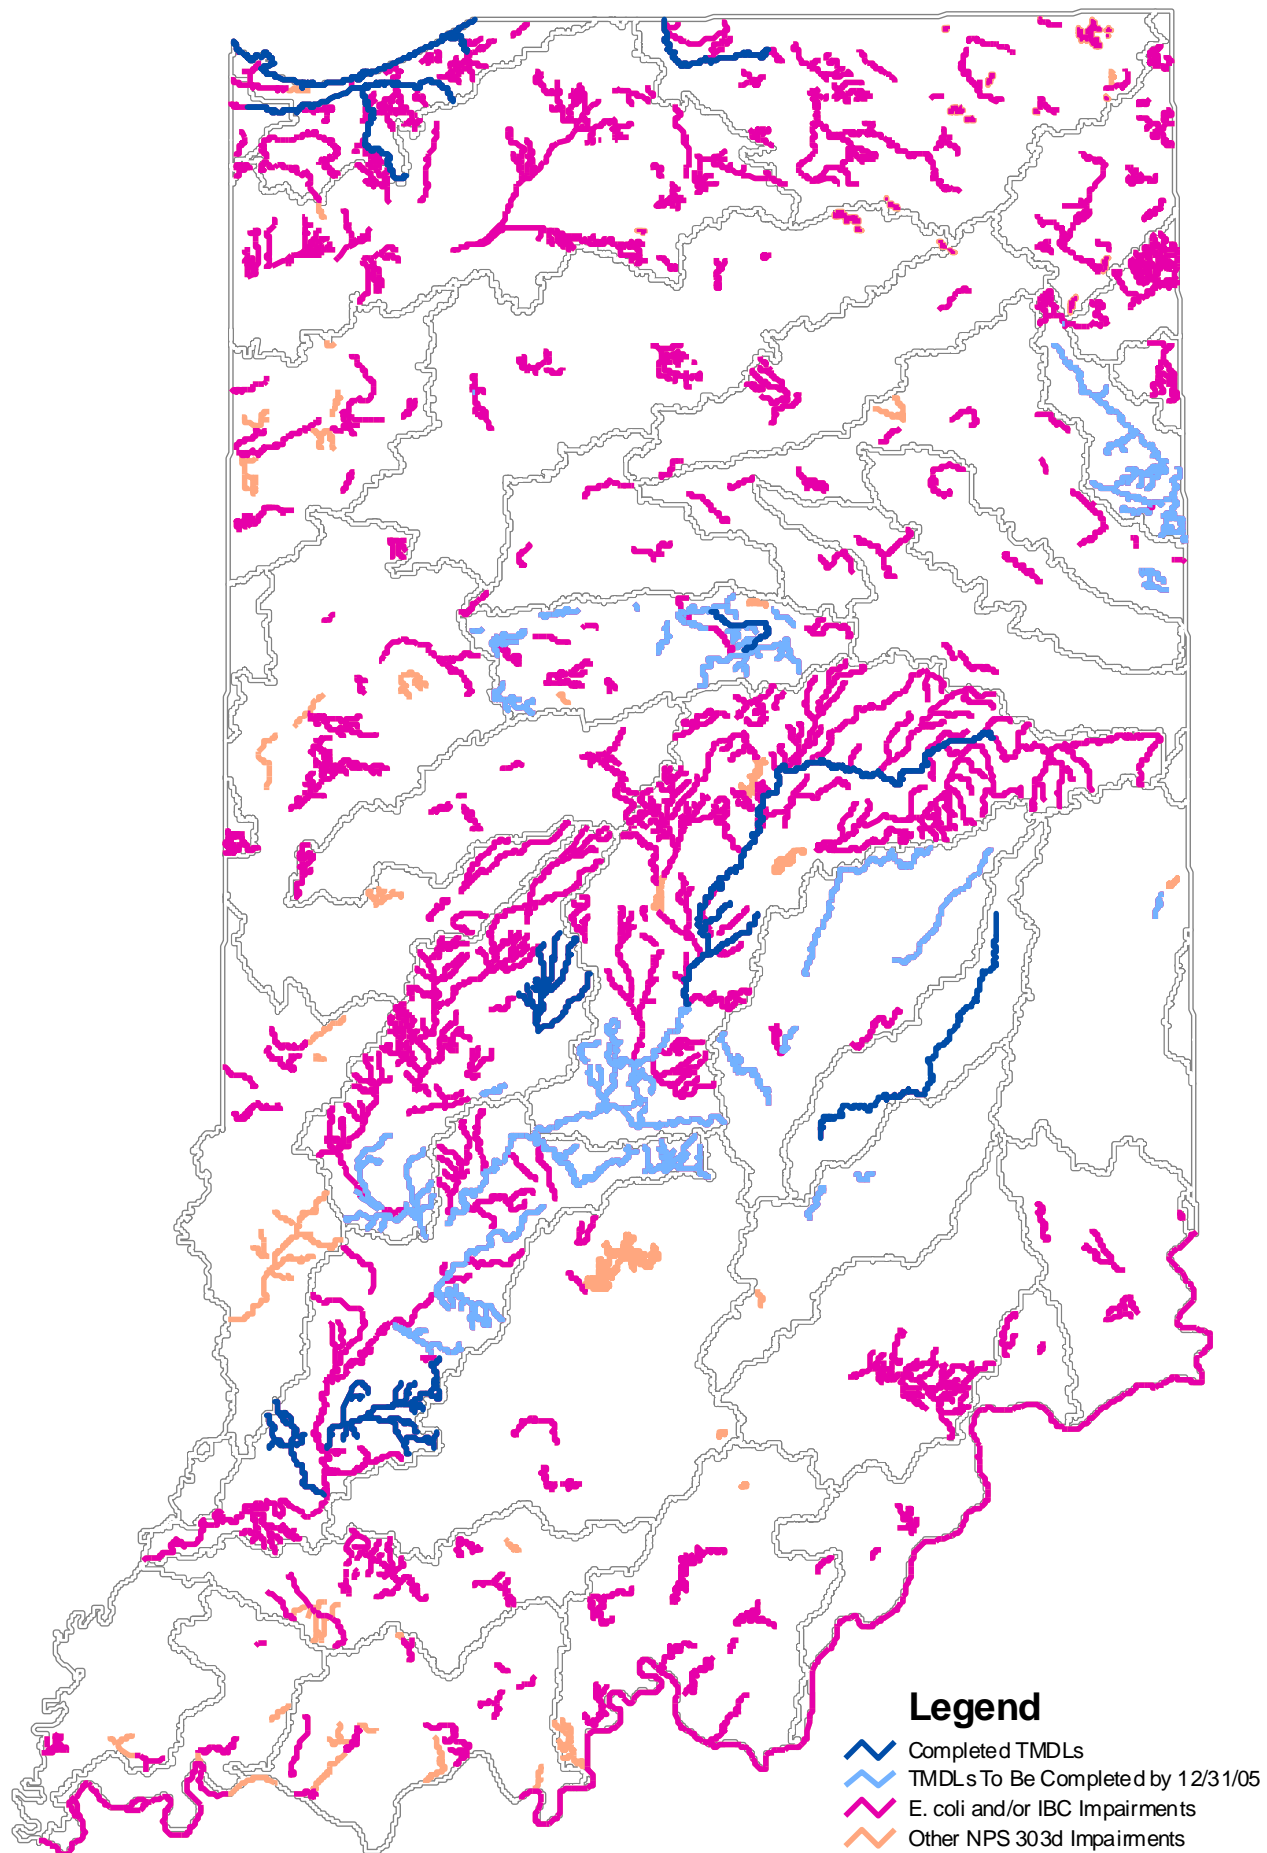 Legend
Completed TMDLs
TMDLs To Be Completed by 12/31/05
E. coli and/or IBC Impairments
Other NPS 303d Impairments